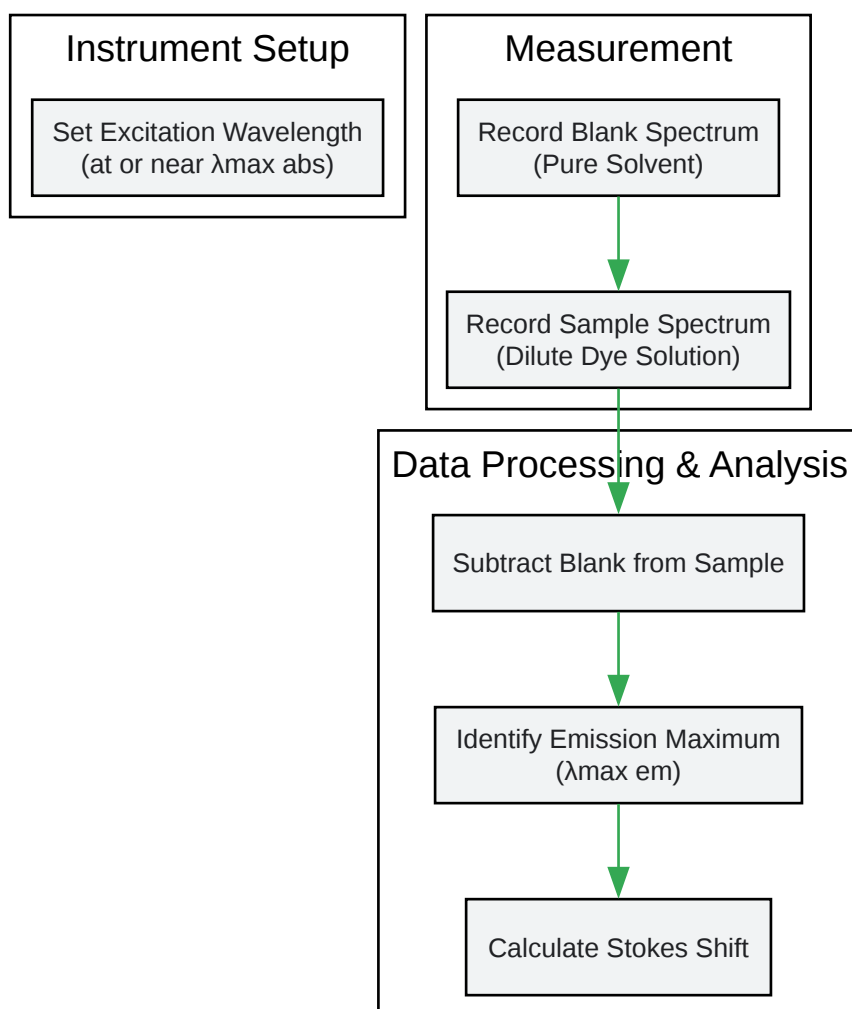 Instrument Setup
Set Excitation Wavelength
(at or near λmax abs)
Measurement
Record Blank Spectrum
(Pure Solvent)
Record Sample Spectrum
(Dilute Dye Solution)
Data Processing & Analysis
Subtract Blank from Sample
Identify Emission Maximum
(λmax em)
Calculate Stokes Shift